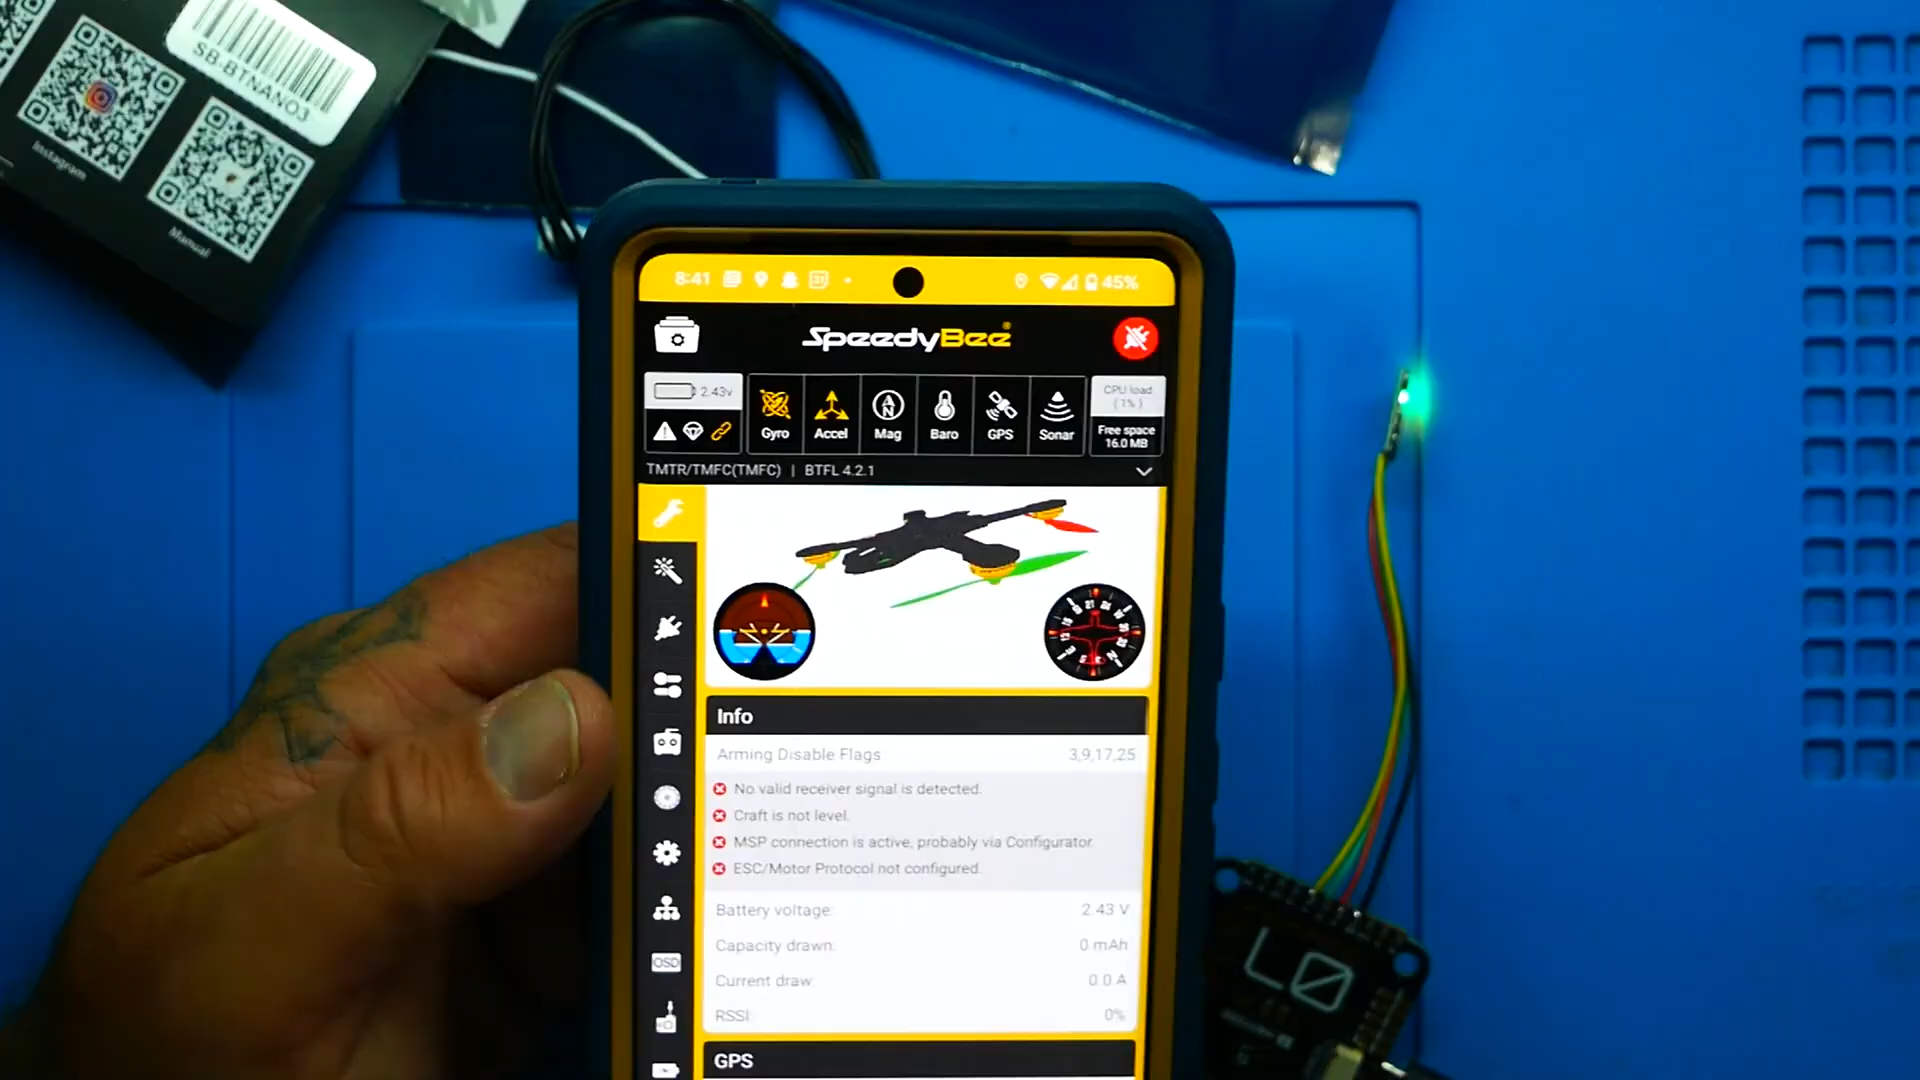 SB-BTNANO3
Instagram
Manual
8:41
31
45%
SpeedyBee
2.43v
Gyro
Accel
Mag
Baro
GPS
Sonar
CPU load
(1%)
Free space
16.0 MB
TMTR/TMFC(TMFC) | BTFL 4.2.1
Info
Arming Disable Flags 3,9,17,25
No valid receiver signal is detected.
Craft is not level.
MSP connection is active, probably via Configurator.
ESC/Motor Protocol not configured.
Battery voltage: 2.43 V
Capacity drawn: 0 mAh
Current draw: 0.0 A
RSSI: 0%
OSD
GPS
L0